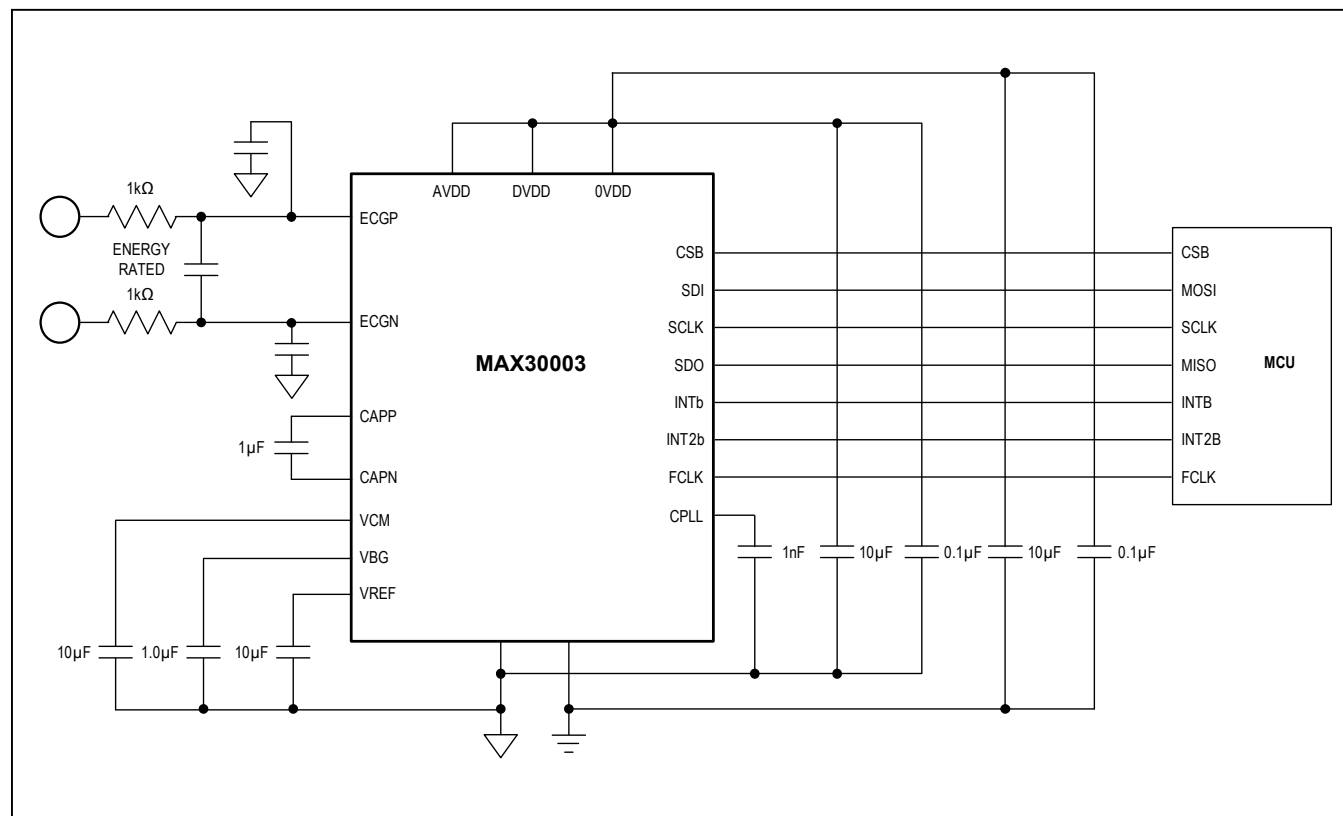 1kΩ
ENERGY
RATED
1kΩ
AVDD
DVDD
0VDD
ECGP
ECGN
CAPP
1µF
CAPN
VCM
VBG
VREF
MAX30003
CSB
SDI
SCLK
SDO
INTb
INT2b
FCLK
CPLL
CSB
MOSI
SCLK
MISO
INTB
INT2B
FCLK
MCU
10µF
1.0µF
10µF
1nF
10µF
0.1µF
10µF
0.1µF